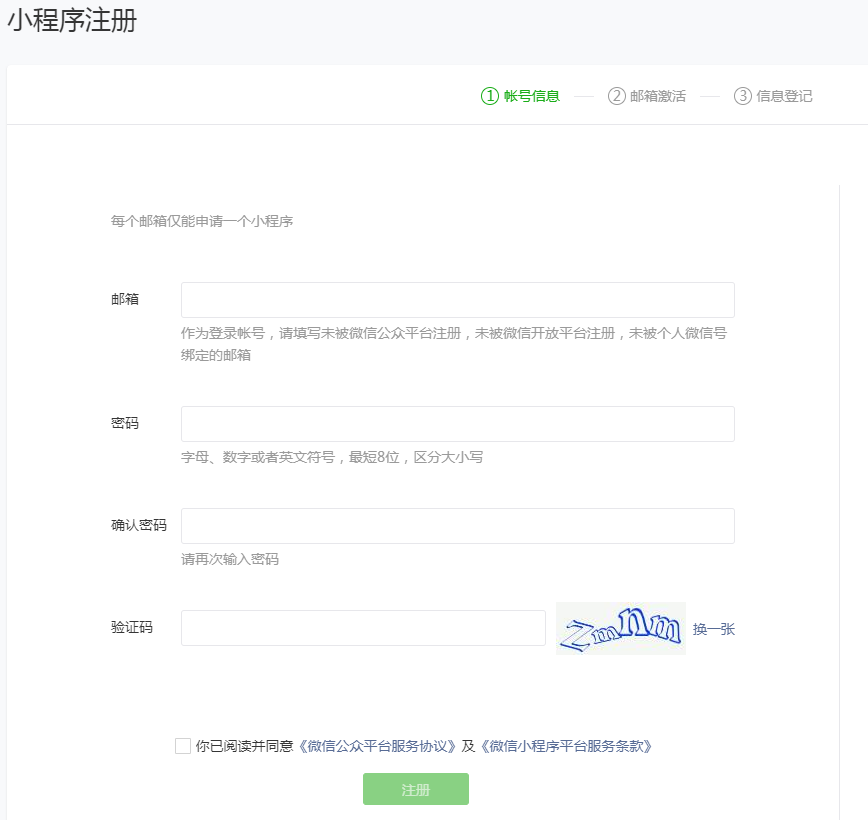 小程序注册
① 帐号信息 ② 邮箱激活 ③ 信息登记
每个邮箱仅能申请一个小程序
邮箱
作为登录帐号，请填写未被微信公众平台注册，未被微信开放平台注册，未被个人微信号
绑定的邮箱
密码
字母、数字或者英文符号，最短8位，区分大小写
确认密码
请再次输入密码
验证码 zmnm 换一张
你已阅读并同意《微信公众平台服务协议》及《微信小程序平台服务条款》
注册